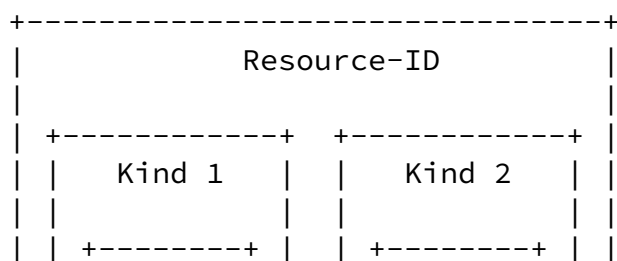 +--------------------------------+
|            Resource-ID         |
|                                |
| +------------+  +------------+ |
| |   Kind 1   |  |   Kind 2   | |
| |            |  |            | |
| | +--------+ |  | +--------+ | |